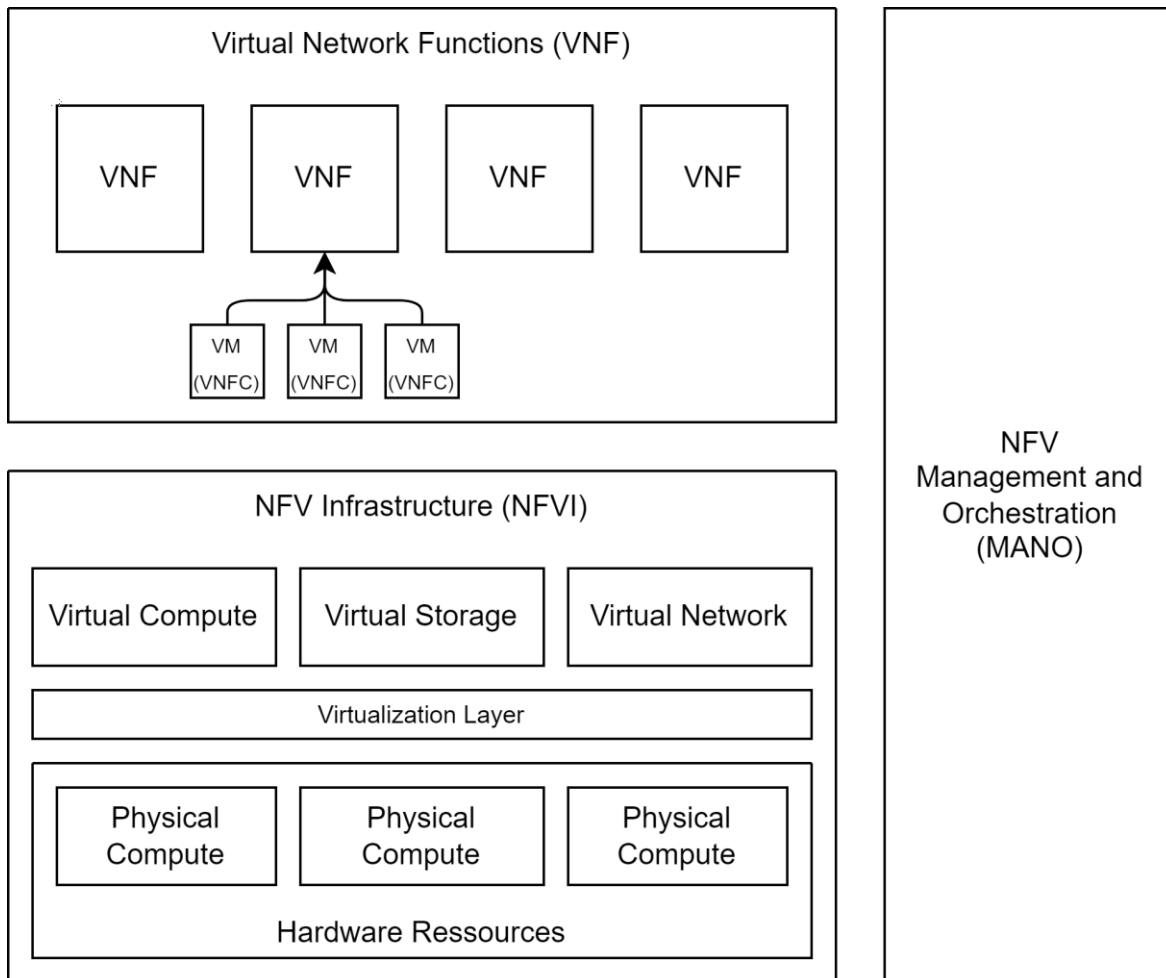 Virtual Network Functions (VNF)
VNF
VNF
VNF
VNF
VM
(VNFC)
VM
(VNFC)
VM
(VNFC)
NFV Infrastructure (NFVI)
Virtual Compute
Virtual Storage
Virtual Network
Virtualization Layer
Physical
Compute
Physical
Compute
Physical
Compute
Hardware Ressources
NFV
Management and
Orchestration
(MANO)